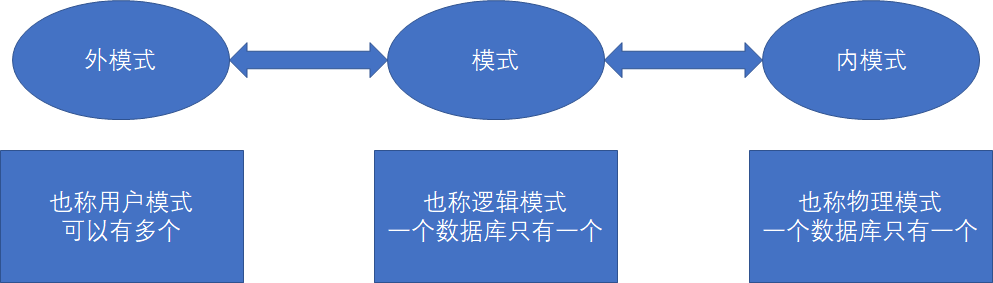 外模式
模式
内模式
也称用户模式
可以有多个
也称逻辑模式
一个数据库只有一个
也称物理模式
一个数据库只有一个